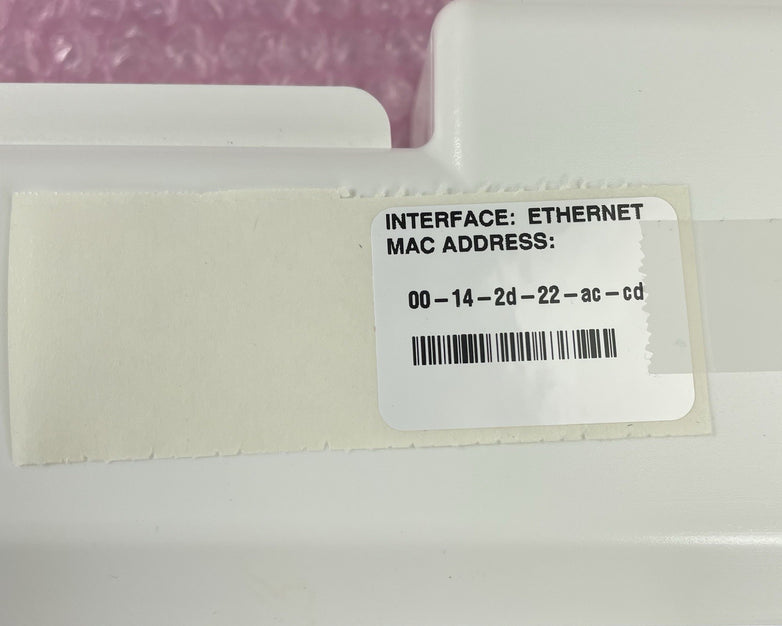 INTERFACE: ETHERNET
MAC ADDRESS:
00-14-2d-22-ac-cd